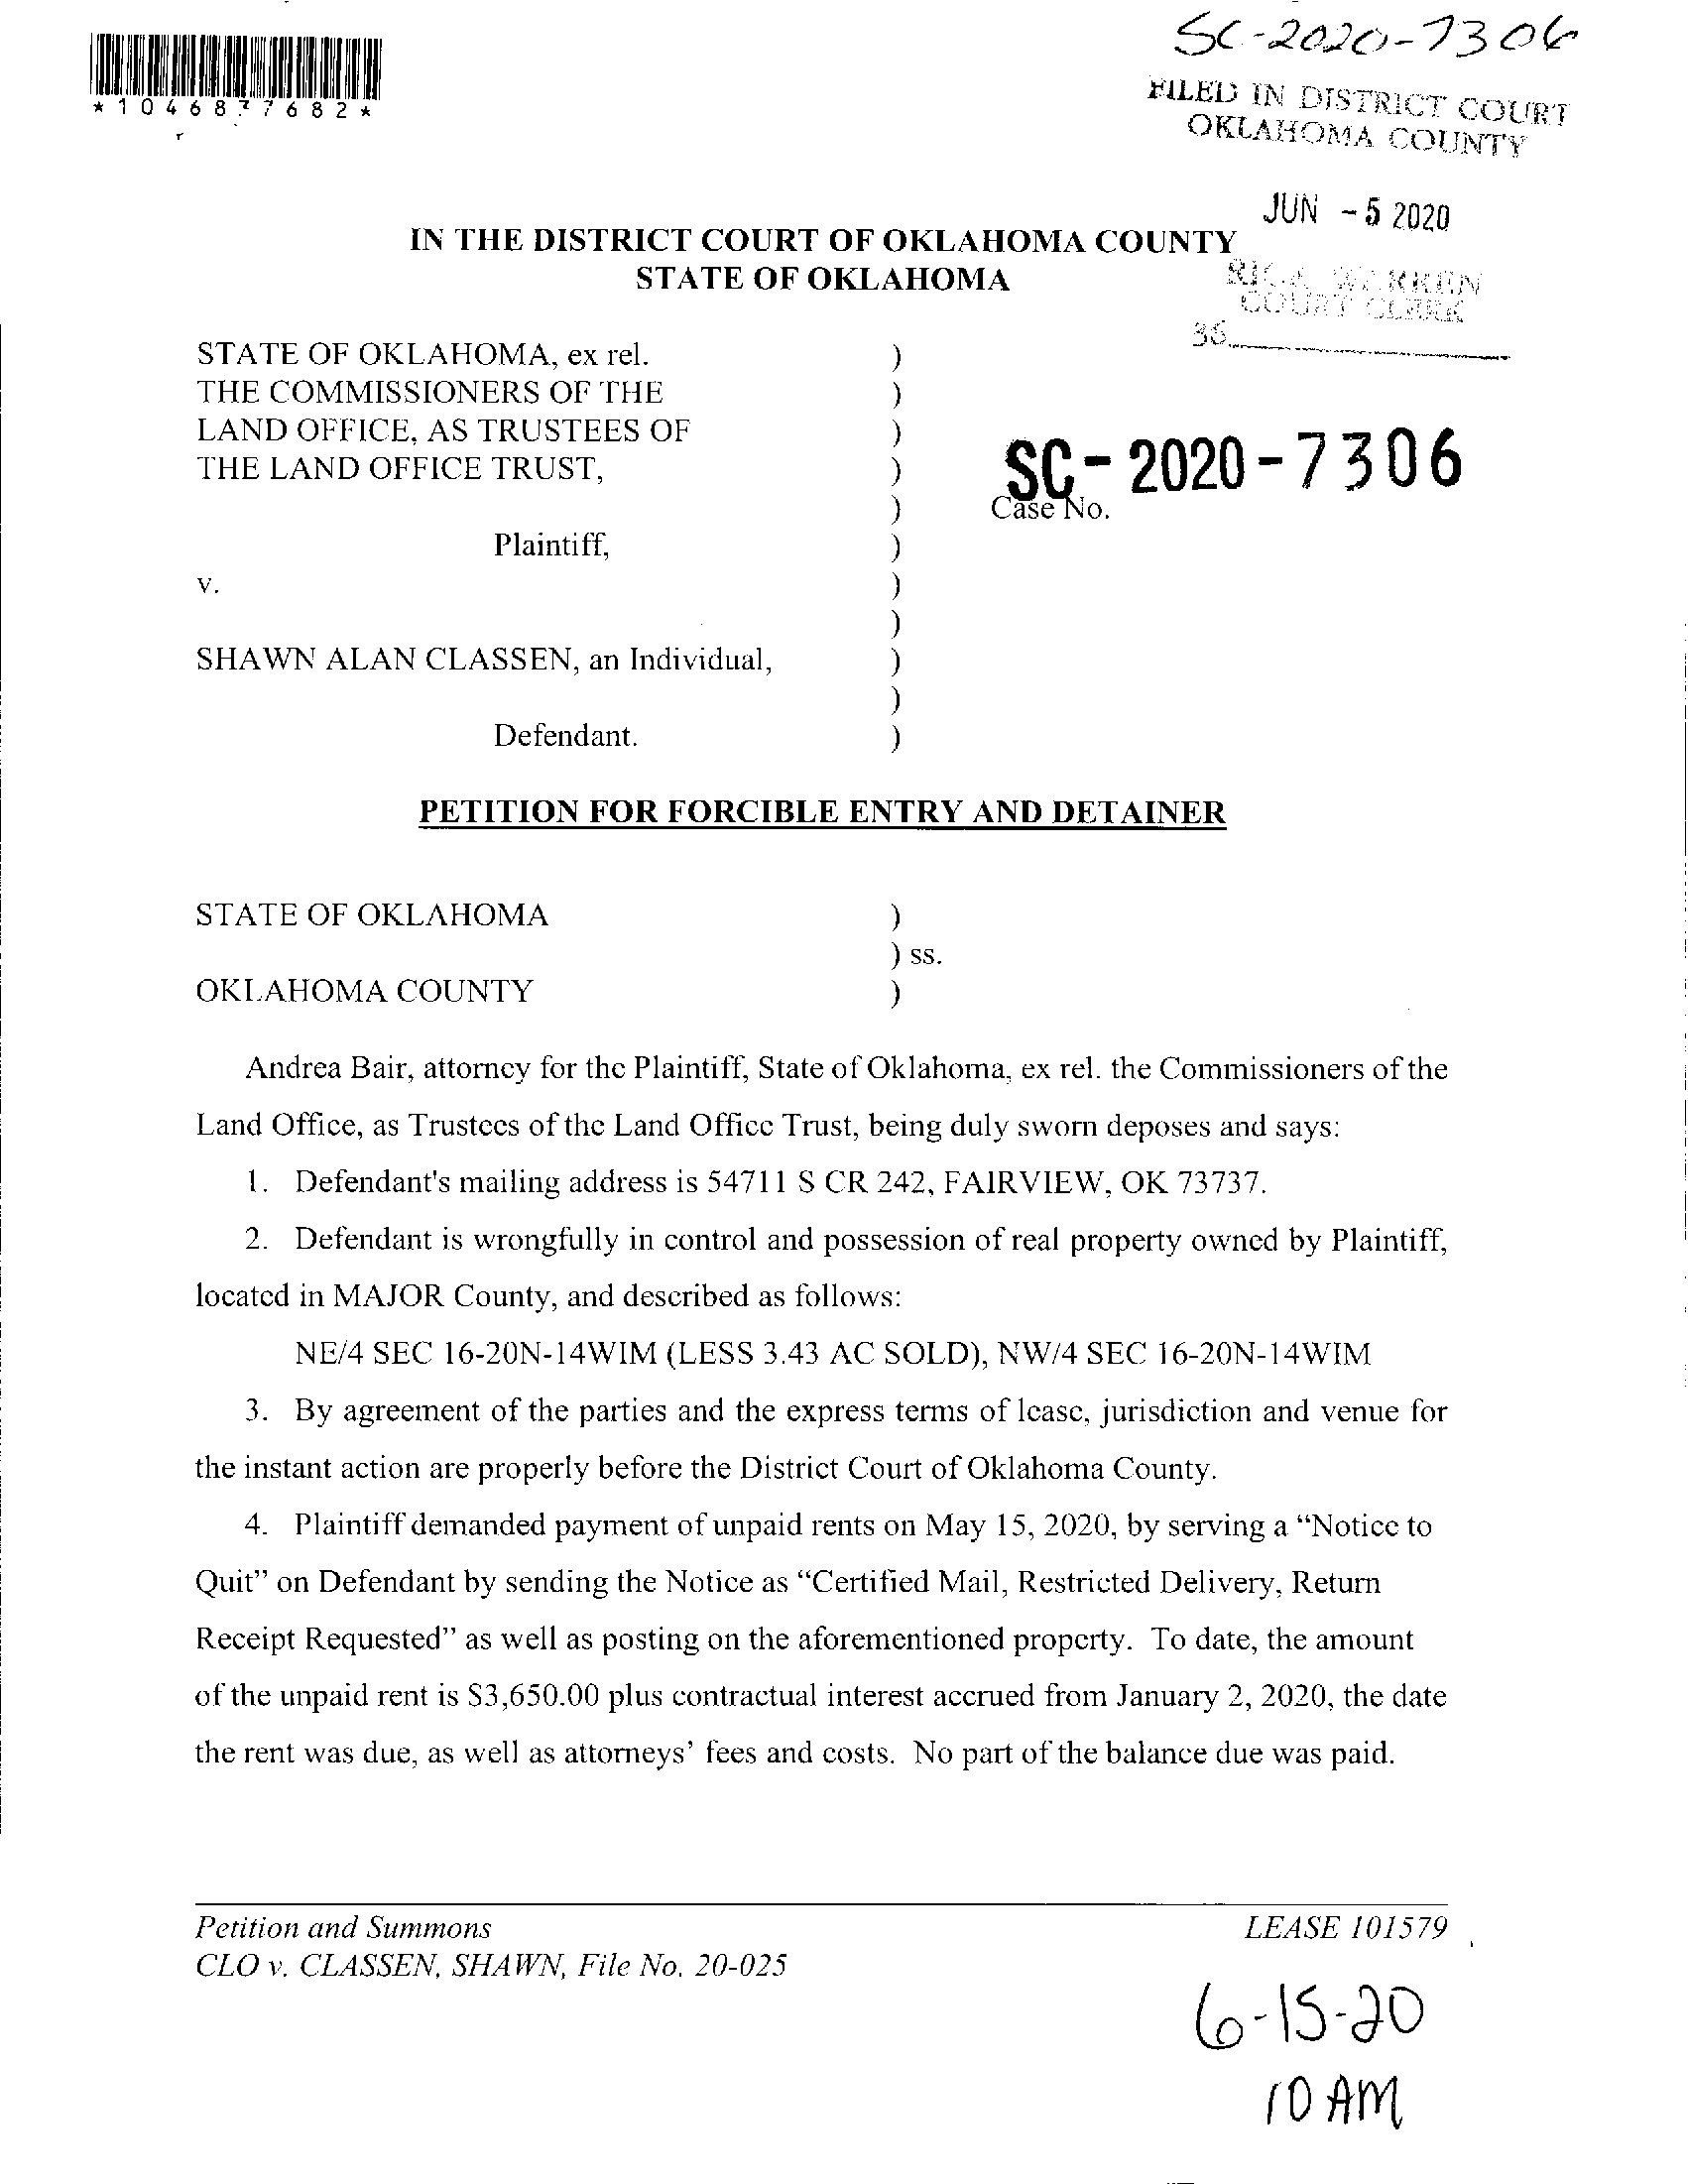 SC-2020-7306
*1046877682*
FILED IN DISTRICT COURT
OKLAHOMA COUNTY
JUN -5 2020
IN THE DISTRICT COURT OF OKLAHOMA COUNTY
STATE OF OKLAHOMA
RICK WARREN
COURT CLERK
36
STATE OF OKLAHOMA, ex rel. )
THE COMMISSIONERS OF THE )
LAND OFFICE, AS TRUSTEES OF )
THE LAND OFFICE TRUST, )
)
SC-2020-7306
Case No.
Plaintiff, )
v. )
)
SHAWN ALAN CLASSEN, an Individual, )
)
Defendant. )
PETITION FOR FORCIBLE ENTRY AND DETAINER
STATE OF OKLAHOMA )
) ss.
OKLAHOMA COUNTY )
Andrea Bair, attorney for the Plaintiff, State of Oklahoma, ex rel. the Commissioners of the
Land Office, as Trustees of the Land Office Trust, being duly sworn deposes and says:
1. Defendant's mailing address is 54711 S CR 242, FAIRVIEW, OK 73737.
2. Defendant is wrongfully in control and possession of real property owned by Plaintiff,
located in MAJOR County, and described as follows:
NE/4 SEC 16-20N-14WIM (LESS 3.43 AC SOLD), NW/4 SEC 16-20N-14WIM
3. By agreement of the parties and the express terms of lease, jurisdiction and venue for
the instant action are properly before the District Court of Oklahoma County.
4. Plaintiff demanded payment of unpaid rents on May 15, 2020, by serving a “Notice to
Quit” on Defendant by sending the Notice as “Certified Mail, Restricted Delivery, Return
Receipt Requested” as well as posting on the aforementioned property. To date, the amount
of the unpaid rent is $3,650.00 plus contractual interest accrued from January 2, 2020, the date
the rent was due, as well as attorneys’ fees and costs. No part of the balance due was paid.
Petition and Summons
LEASE 101579
CLO v. CLASSEN, SHAWN, File No. 20-025
6-15-20
10 AM